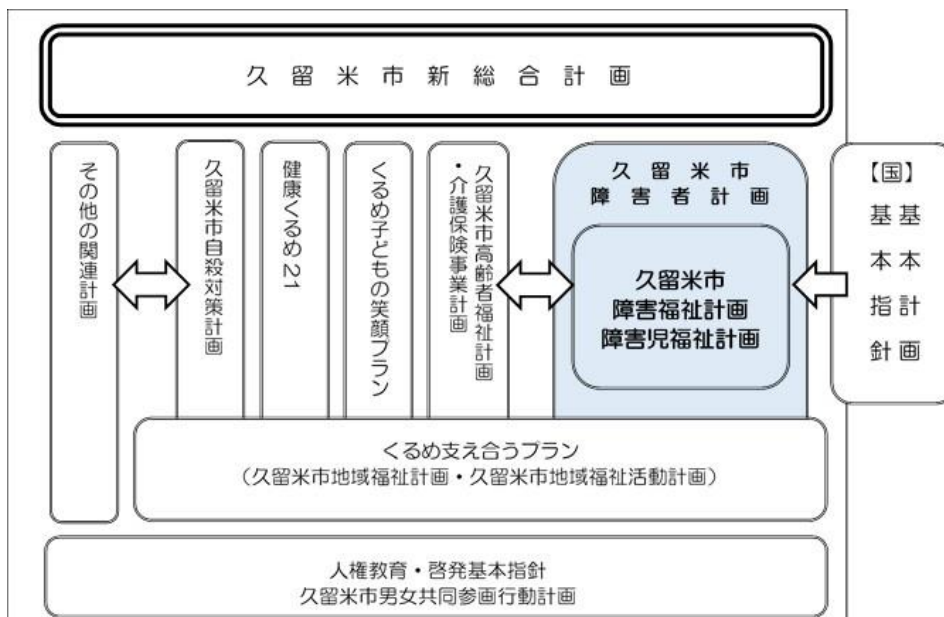 久留米市新総合計画
その他の関連計画
久留米市自殺対策計画
健康くるめ21
くるめ子どもの笑顔プラン
久留米市高齢者福祉計画
・介護保険事業計画
久留米市
障害者計画
久留米市
障害福祉計画
障害児福祉計画
【国】
基本計画
基本指針
くるめ支え合うプラン
(久留米市地域福祉計画・久留米市地域福祉活動計画)
人権教育・啓発基本指針
久留米市男女共同参画行動計画